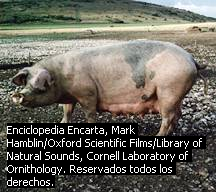 Enciclopedia Encarta, Mark
Hamblin/Oxford Scientific Films/Library of
Natural Sounds, Cornell Laboratory of
Ornithology. Reservados todos los
derechos.